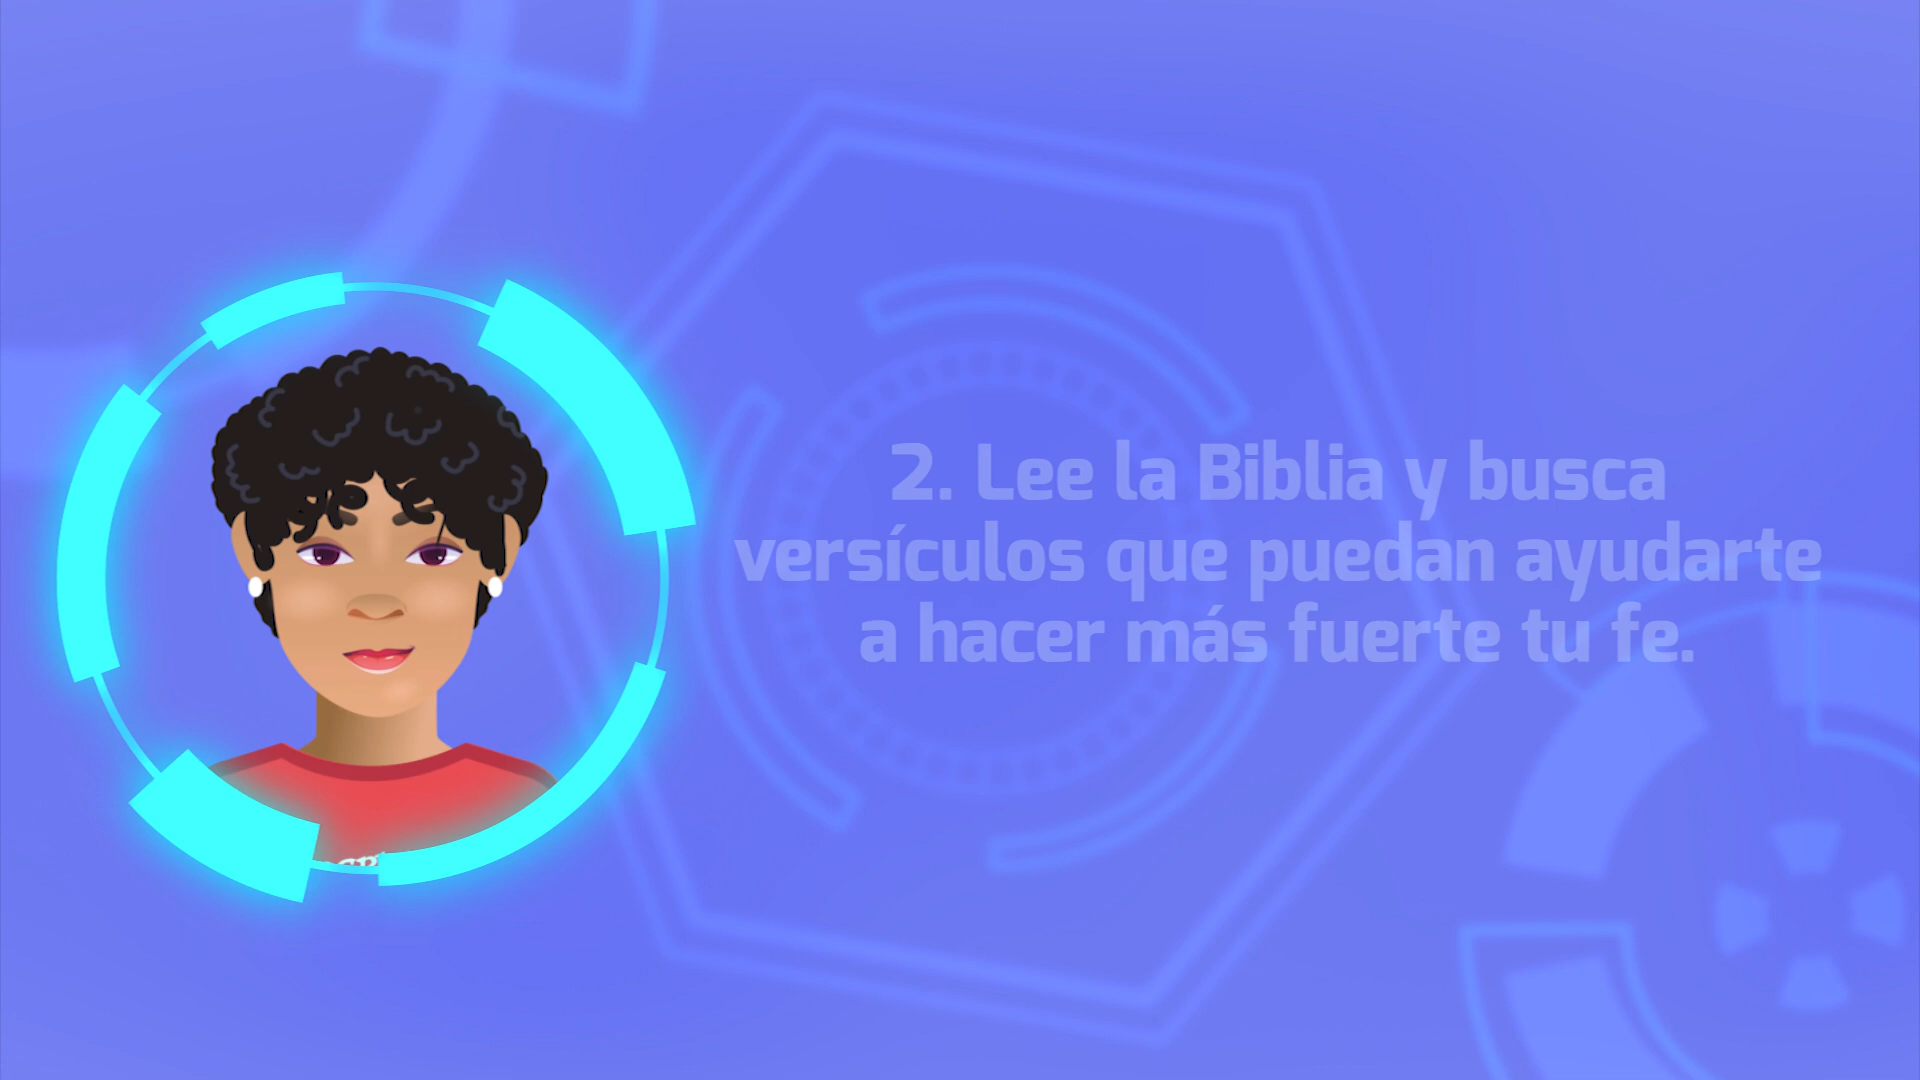 2. Lee la Biblia y busca
versículos que puedan ayudarte
a hacer más fuerte tu fe.